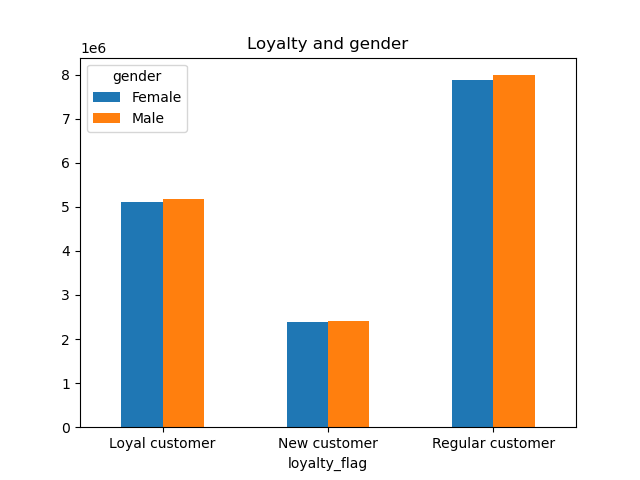 Loyalty and gender
1e6
gender
Female
Male
8
7
6
5
4
3
2
1
0
Loyal customer New customer Regular customer
loyalty_flag